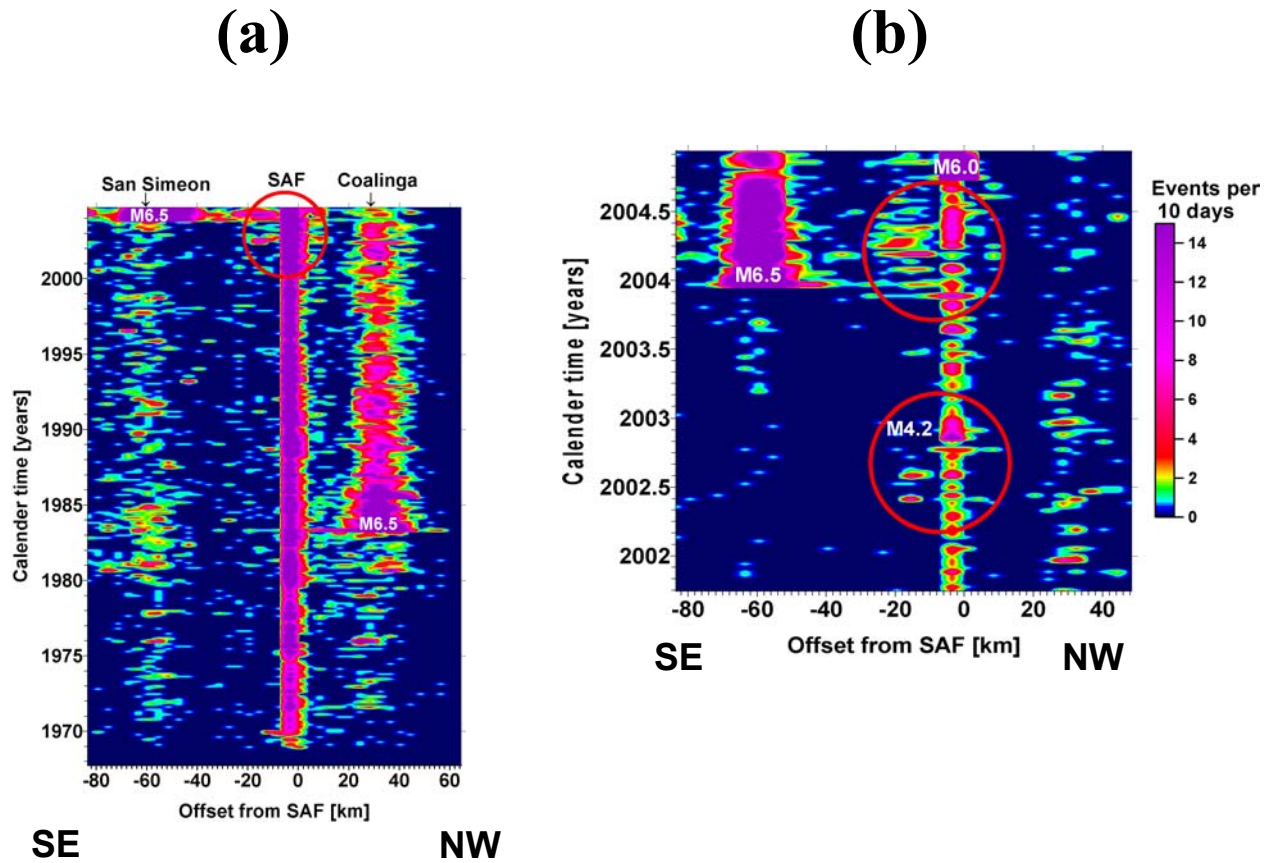 (a)
(b)
San Simeon
SAF
Coalinga
M6.5
M6.5
2000
1995
1990
1985
1980
1975
1970
Calender time [years]
-80 -60 -40 -20 0 20 40 60
Offset from SAF [km]
SE
NW
M6.0
M6.5
M4.2
2004.5
2004
2003.5
2003
2002.5
2002
Calender time [years]
-80 -60 -40 -20 0 20 40
Offset from SAF [km]
SE
NW
Events per
10 days
14
12
10
8
6
4
2
0